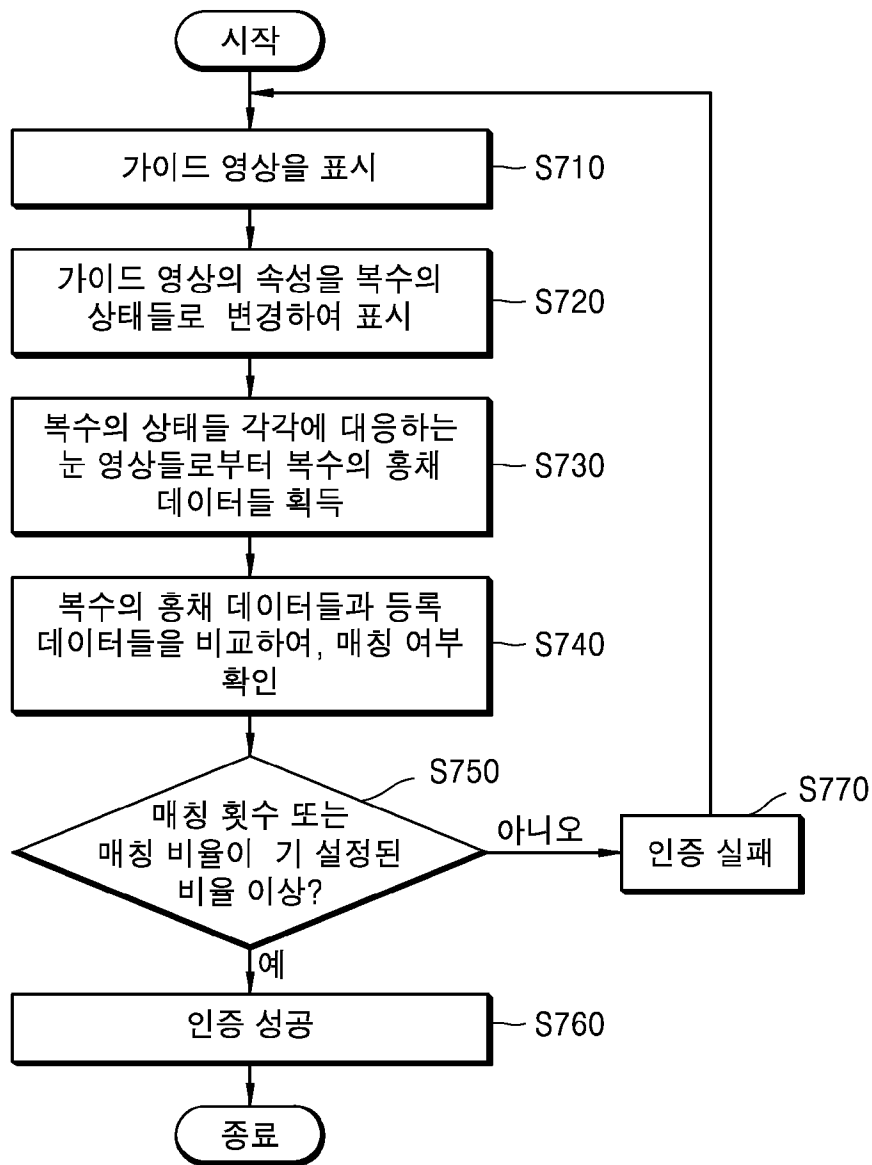 시작
가이드 영상을 표시
S710
가이드 영상의 속성을 복수의
상태들로 변경하여 표시
S720
복수의 상태들 각각에 대응하는
눈 영상들로부터 복수의 홍채
데이터들 획득
S730
복수의 홍채 데이터들과 등록
데이터들을 비교하여, 매칭 여부
확인
S740
S750
매칭 횟수 또는
매칭 비율이 기 설정된
비율 이상?
아니오
S770
인증 실패
예
인증 성공
S760
종료